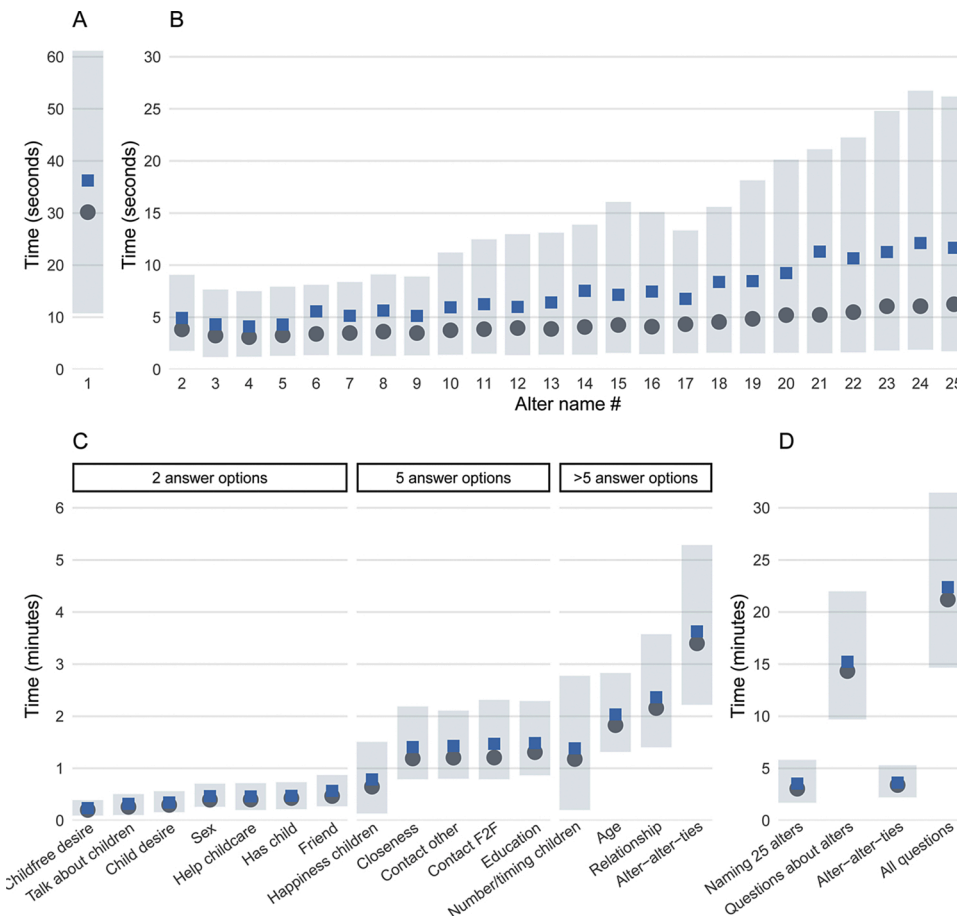 A
B
Time (seconds)
60
50
40
30
20
10
0
1
Time (seconds)
30
25
20
15
10
5
0
2 3 4 5 6 7 8 9 10 11 12 13 14 15 16 17 18 19 20 21 22 23 24 25
Alter name #
C
D
2 answer options
5 answer options
>5 answer options
Time (minutes)
6
5
4
3
2
1
0
Childfree desire
Talk about children
Child desire
Sex
Help childcare
Has child
Friend
Happiness children
Closeness
Contact other
Contact F2F
Education
Number/timing children
Age
Relationship
Alter−alter−ties
Time (minutes)
30
25
20
15
10
5
0
Naming 25 alters
Questions about alters
Alter−alter−ties
All questions